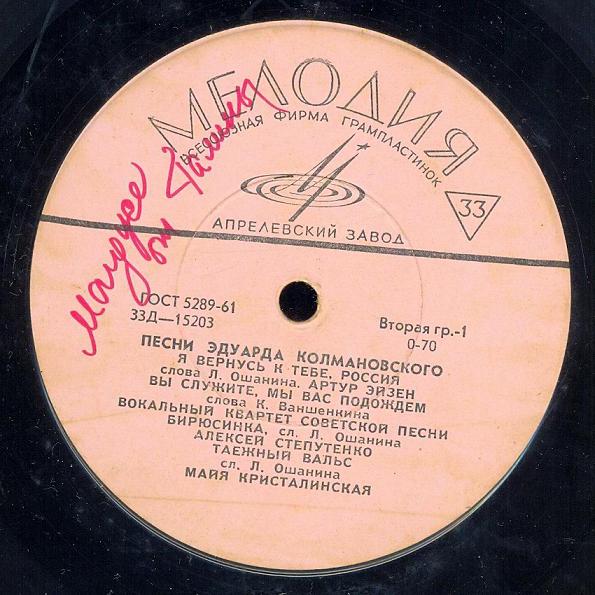 МЕЛОДИЯ
ВСЕСОЮЗНАЯ ФИРМА ГРАМПЛАСТИНОК
33
АПРЕЛЕВСКИЙ ЗАВОД
от Галины
ГОСТ 5289-61
33Д—15203
Вторая гр.-1
0-70
ПЕСНИ ЭДУАРДА КОЛМАНОВСКОГО
Я ВЕРНУСЬ К ТЕБЕ, РОССИЯ
слова Л. Ошанина. АРТУР ЭЙЗЕН
ВЫ СЛУЖИТЕ, МЫ ВАС ПОДОЖДЕМ
слова К. Ваншенкина
ВОКАЛЬНЫЙ КВАРТЕТ СОВЕТСКОЙ ПЕСНИ
БИРЮСИНКА, сл. Л. Ошанина
АЛЕКСЕЙ СТЕПУТЕНКО
ТАЕЖНЫЙ ВАЛЬС
сл. Л. Ошанина
МАЙЯ КРИСТАЛИНСКАЯ